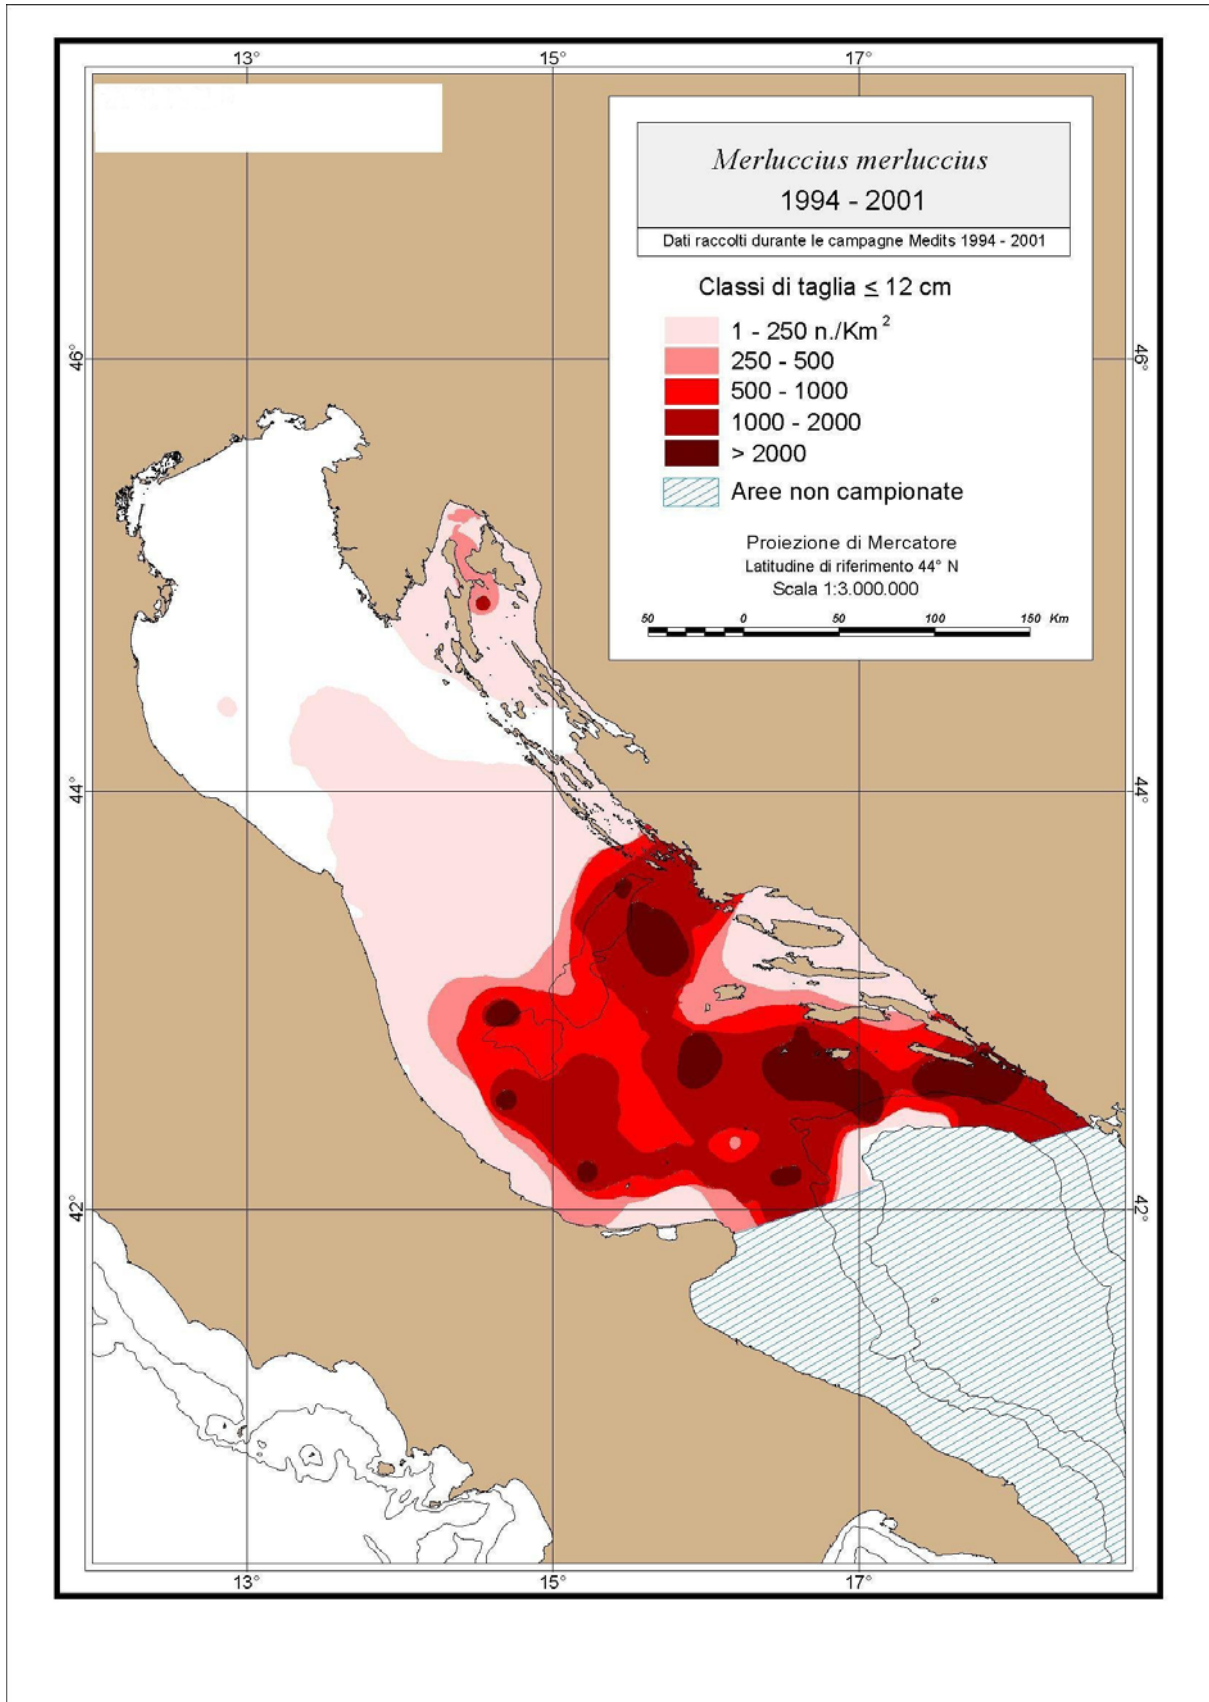 13° 15° 17°
Merluccius merluccius
1994 - 2001
Dati raccolti durante le campagne Medits 1994 - 2001
Classi di taglia ≤ 12 cm
1 - 250 n./Km²
250 - 500
500 - 1000
1000 - 2000
> 2000
Aree non campionate
Proiezione di Mercatore
Latitudine di riferimento 44° N
Scala 1:3.000.000
50 0 50 100 150 Km
46° 46°
44° 44°
42° 42°
13° 15° 17°